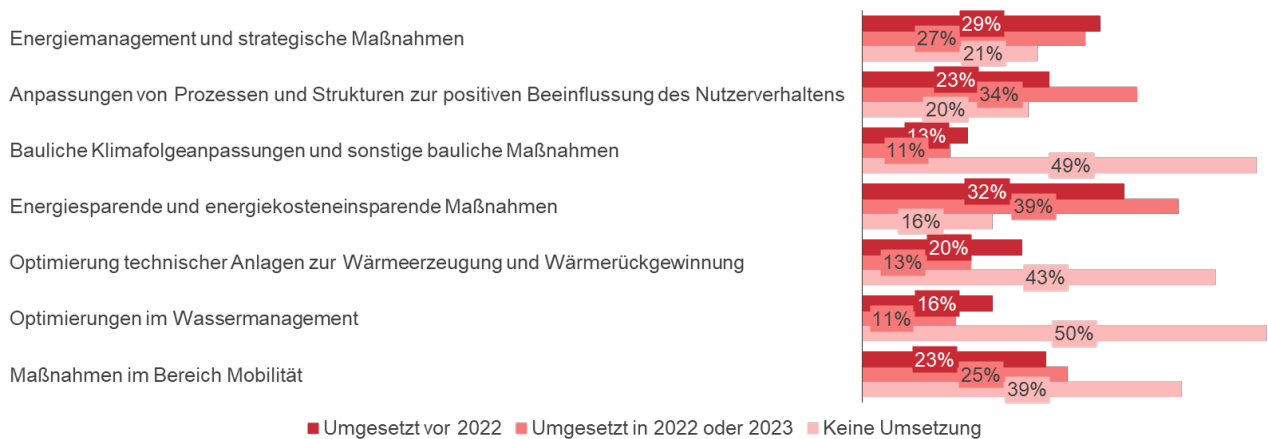 Energiemanagement und strategische Maßnahmen
29%
27%
21%
Anpassungen von Prozessen und Strukturen zur positiven Beeinflussung des Nutzerverhaltens
23%
34%
20%
Bauliche Klimafolgeanpassungen und sonstige bauliche Maßnahmen
13%
11%
49%
Energiesparende und energiekosteneinsparende Maßnahmen
32%
39%
16%
Optimierung technischer Anlagen zur Wärmeerzeugung und Wärmerückgewinnung
20%
13%
43%
Optimierungen im Wassermanagement
16%
11%
50%
Maßnahmen im Bereich Mobilität
23%
25%
39%
Umgesetzt vor 2022 Umgesetzt in 2022 oder 2023 Keine Umsetzung